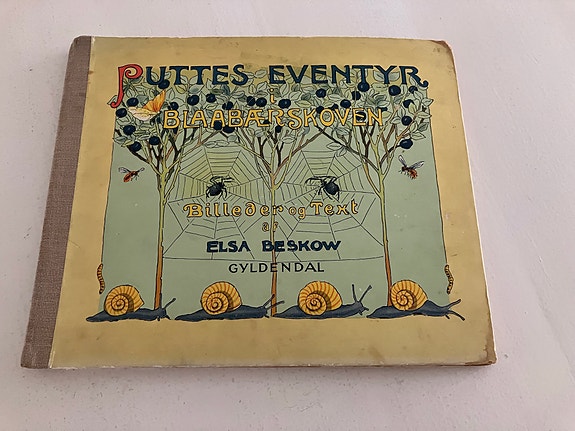 PUTTES EVENTYR
i
BLAABÆRSKOVEN
Billeder og Text
af
ELSA BESKOW
GYLDENDAL